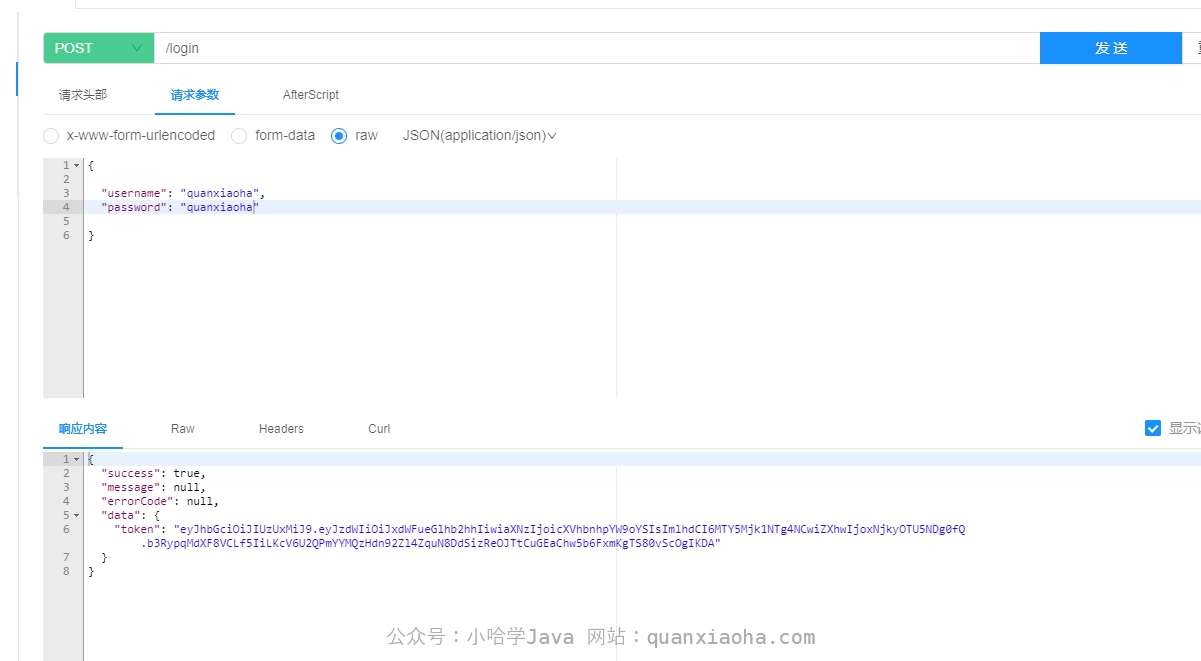 POST /login 发 送
请求头部 请求参数 AfterScript
x-www-form-urlencoded form-data raw JSON(application/json)
1 {
2
3 "username": "quanxiaoha",
4 "password": "quanxiaoha"
5
6 }
响应内容 Raw Headers Curl 显示
1 {
2 "success": true,
3 "message": null,
4 "errorCode": null,
5 "data": {
6 "token": "eyJhbGciOiJIUzUxMiJ9.eyJzdWIiOiJxdWFueGlhb2hhIiwiaXNzIjoicXVhbnhpYW9oYSIsImlhdCI6MTY5Mjk1NTg4NCwiZXhwIjoxNjkyOTU5NDg0fQ
.b3RypqMdXF8VCLf5IiLKcV6U2QPmYYMQzHdn92Zl4ZquN8DdSizReOJTtCuGEaChw5b6FxmKgTS80vScOgIKDA"
7 }
8 }
公众号：小哈学Java 网站：quanxiaoha.com